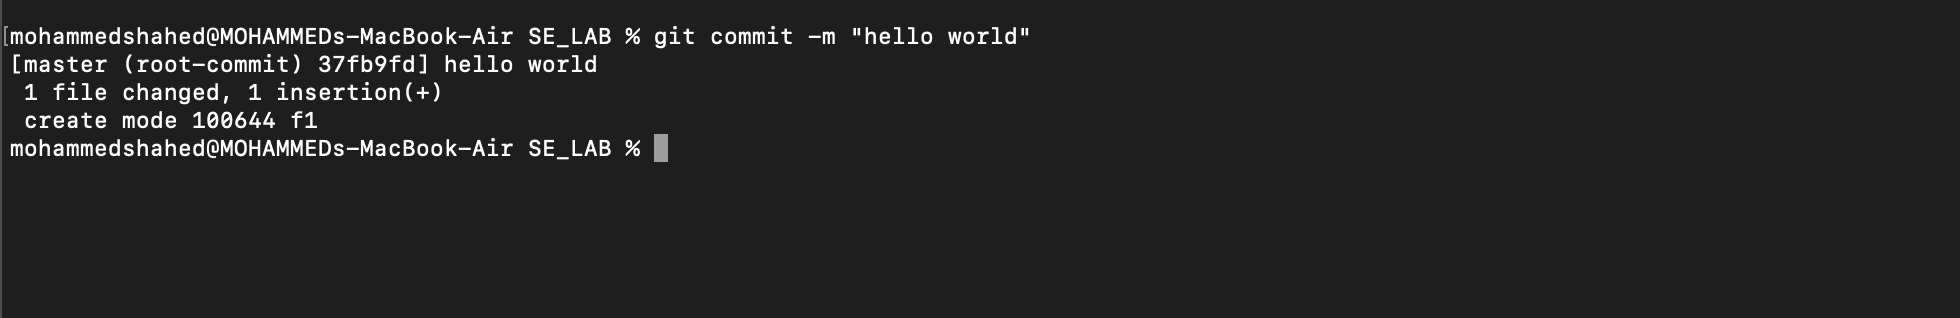 [mohammedshahed@MOHAMMEDs-MacBook-Air SE_LAB % git commit -m "hello world"
[master (root-commit) 37fb9fd] hello world
 1 file changed, 1 insertion(+)
 create mode 100644 f1
mohammedshahed@MOHAMMEDs-MacBook-Air SE_LAB %